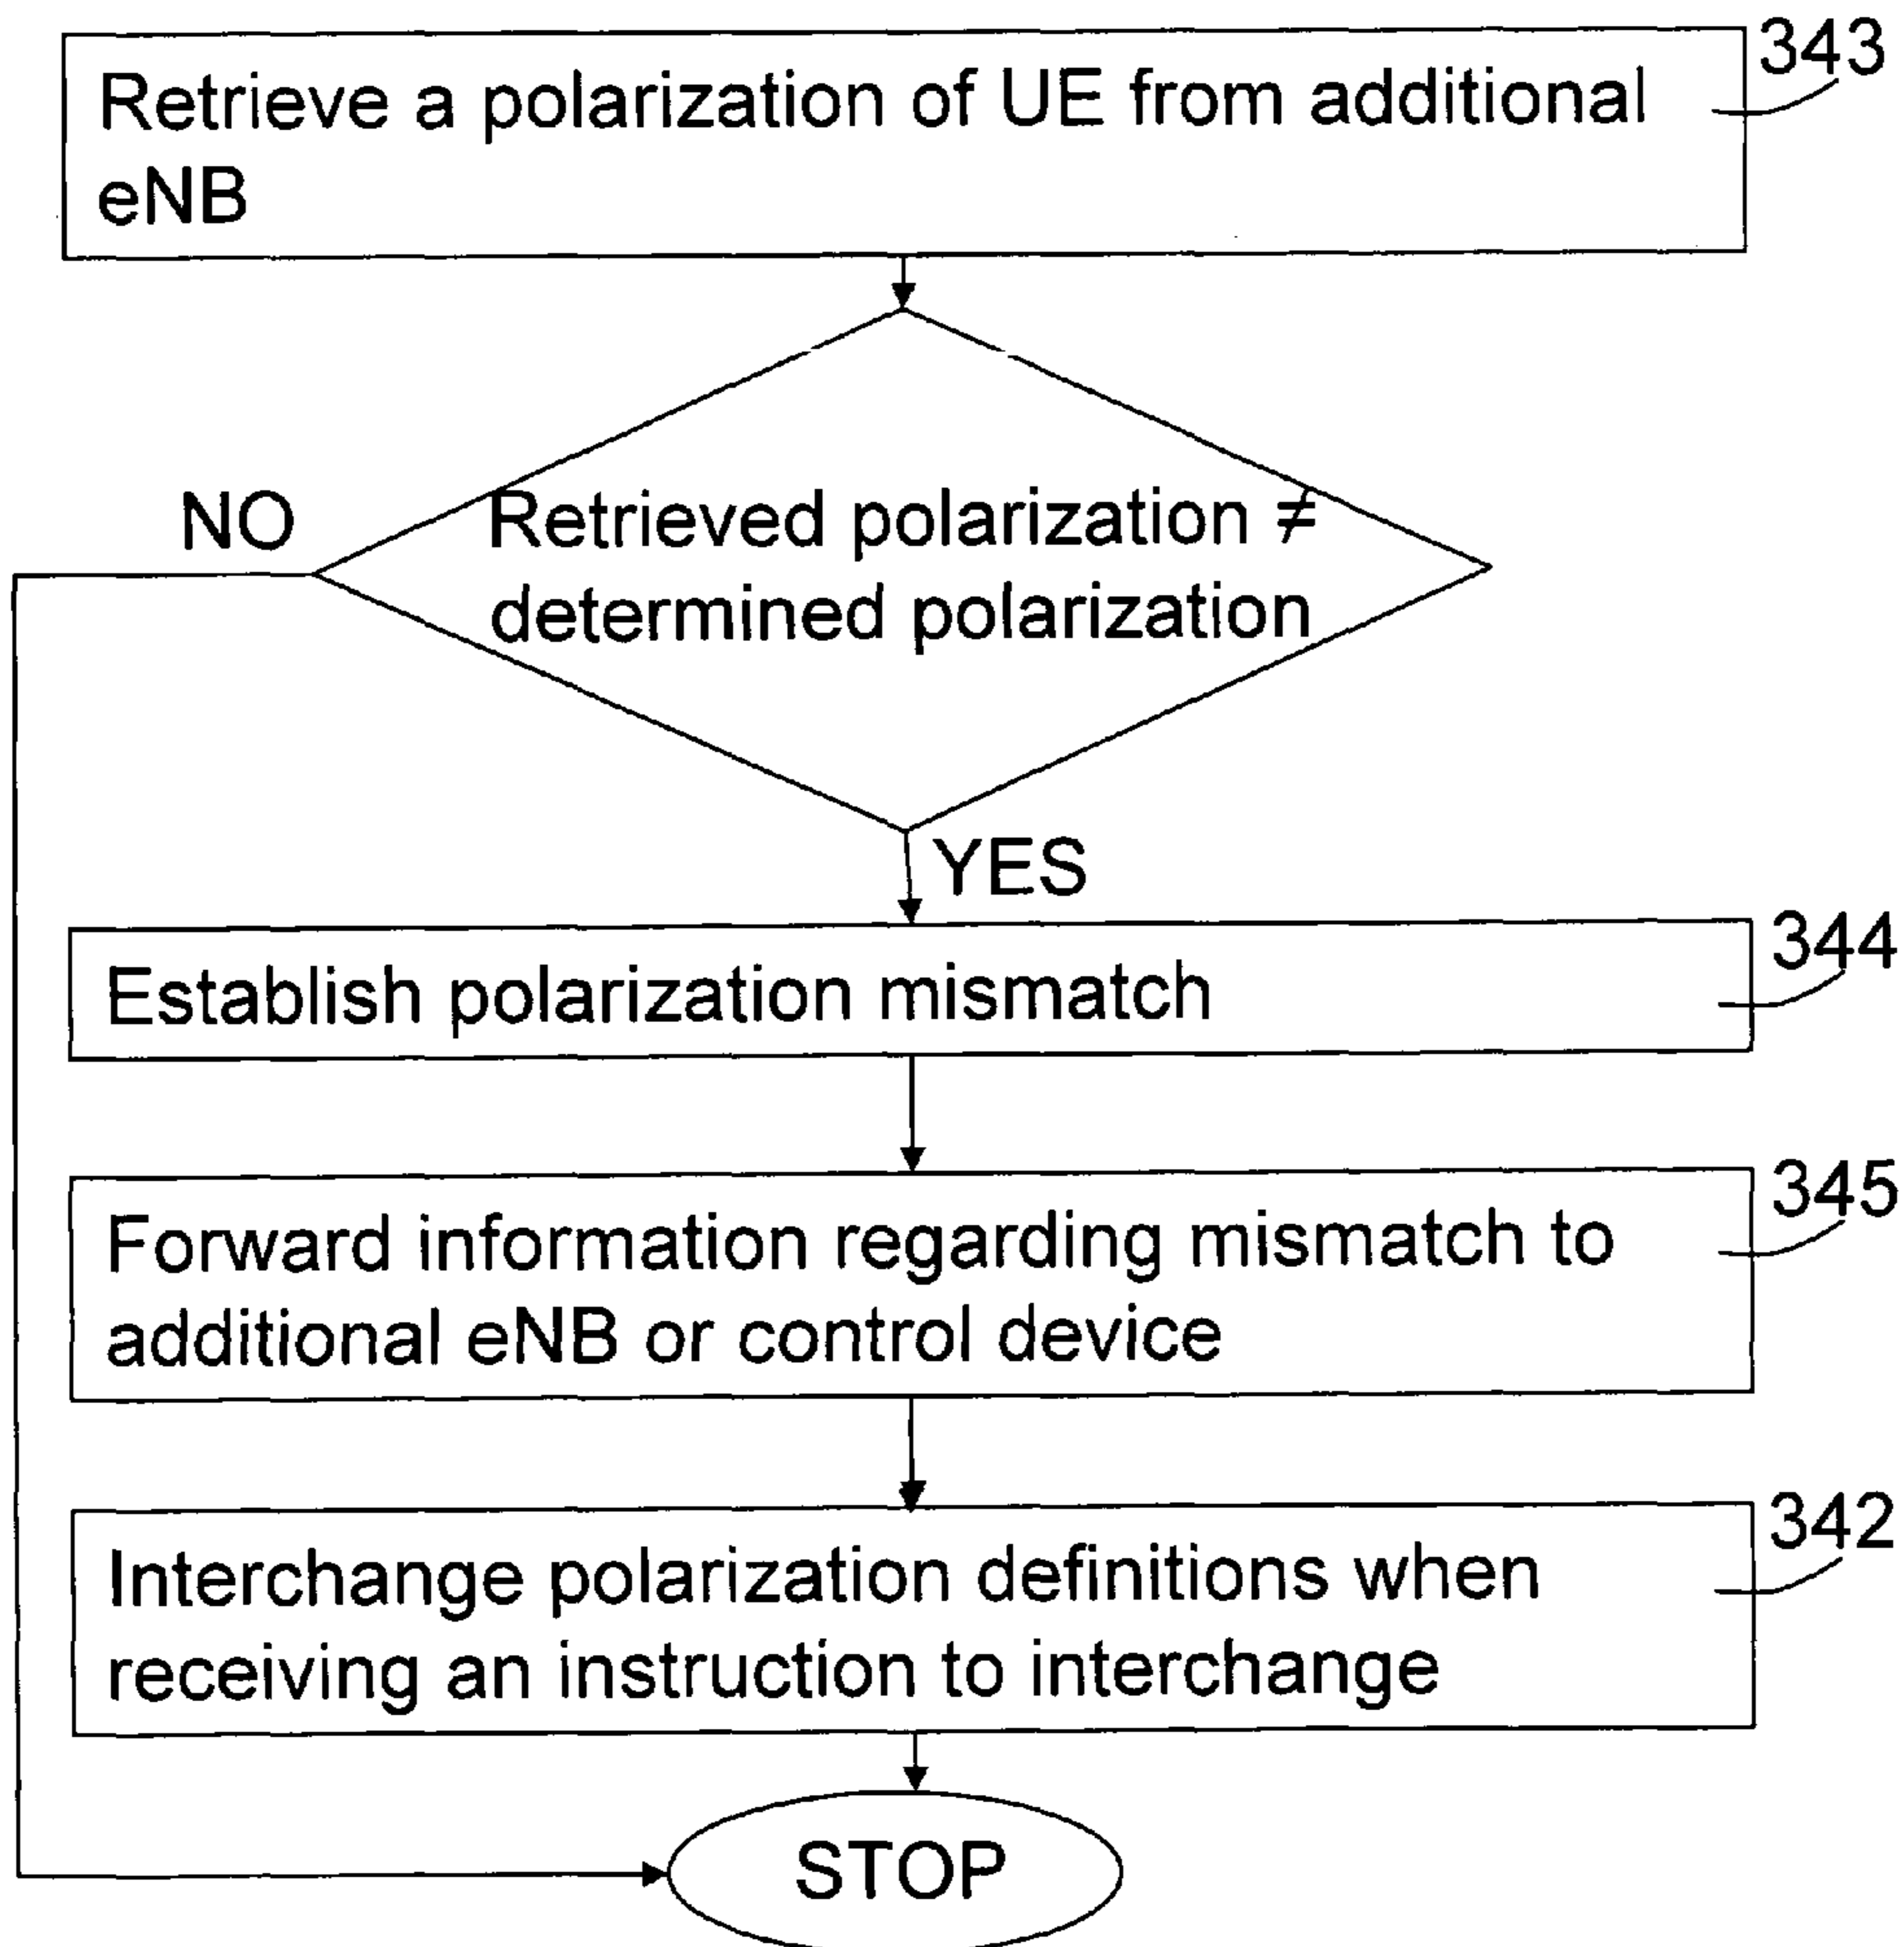 343
Retrieve a polarization of UE from additional
eNB
NO
Retrieved polarization ≠
determined polarization
YES
344
Establish polarization mismatch
345
Forward information regarding mismatch to
additional eNB or control device
342
Interchange polarization definitions when
receiving an instruction to interchange
STOP